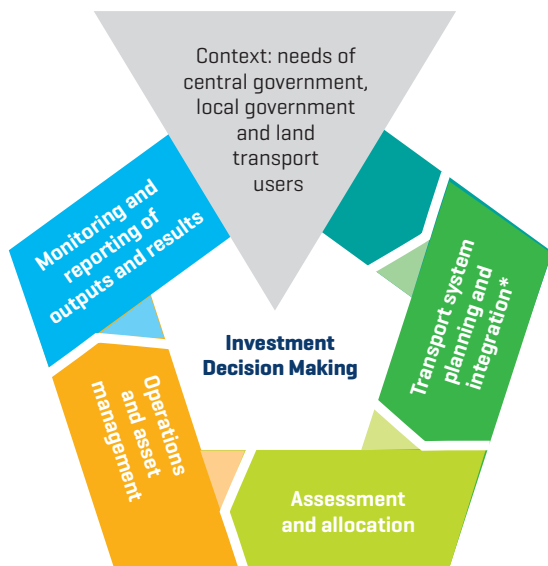 Context: needs of
central government,
local government
and land
transport
users
Transport system
planning and
integration*
Assessment
and allocation
Operations
and asset
management
Monitoring and
reporting of
outputs and results
Investment
Decision Making